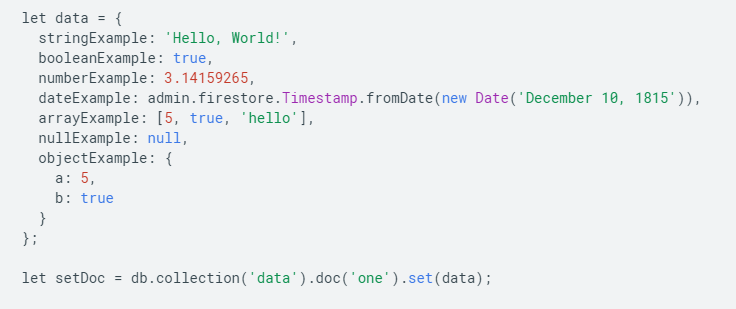 let data = {
  stringExample: 'Hello, World!',
  booleanExample: true,
  numberExample: 3.14159265,
  dateExample: admin.firestore.Timestamp.fromDate(new Date('December 10, 1815')),
  arrayExample: [5, true, 'hello'],
  nullExample: null,
  objectExample: {
    a: 5,
    b: true
  }
};

let setDoc = db.collection('data').doc('one').set(data);